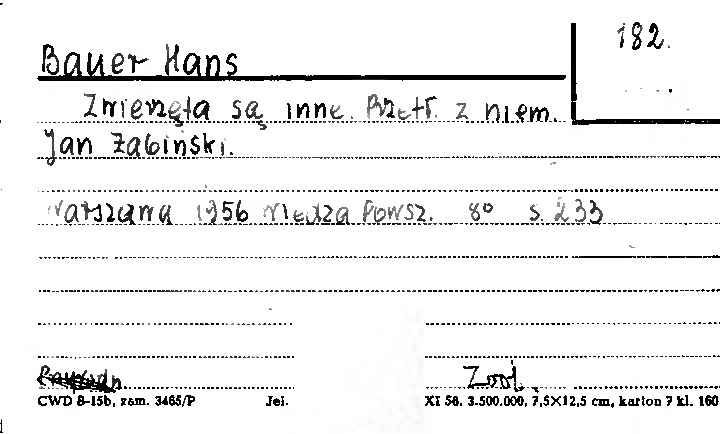 182.
Bauer Hans
Zwierzęta są inne. Przetł. z niem.
Jan Żabiński.
Warszawa 1956 Wiedza Powsz. 8° s. 233
Zool.
CWD 8-15b, zam. 3465/P Jel. XI 56. 3.500.000, 7,5×12,5 cm, karton 7 kl. 160